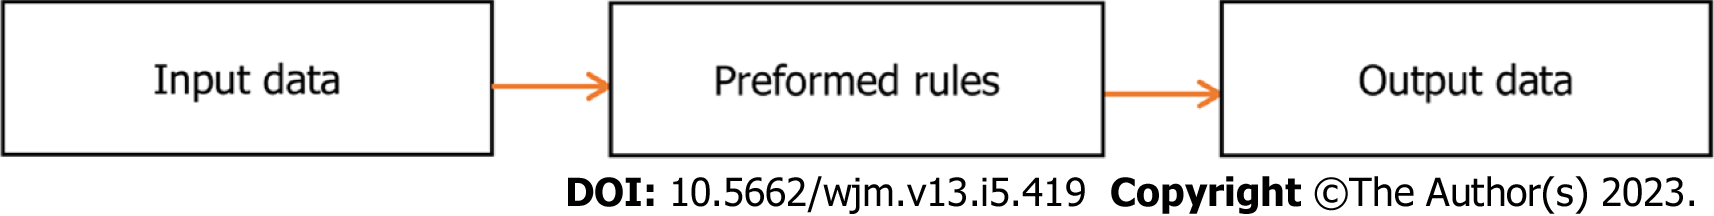 Input data
Preformed rules
Output data
DOI: 10.5662/wjm.v13.i5.419 Copyright ©The Author(s) 2023.